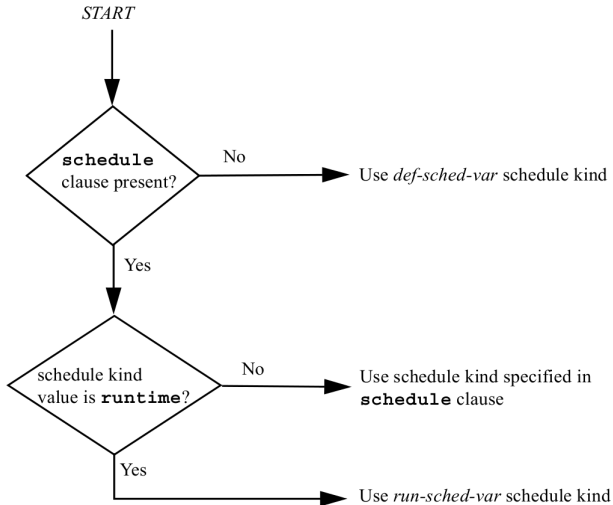 START
schedule
clause present?
No
Use def-sched-var schedule kind
Yes
schedule kind
value is runtime?
No
Use schedule kind specified in
schedule clause
Yes
Use run-sched-var schedule kind